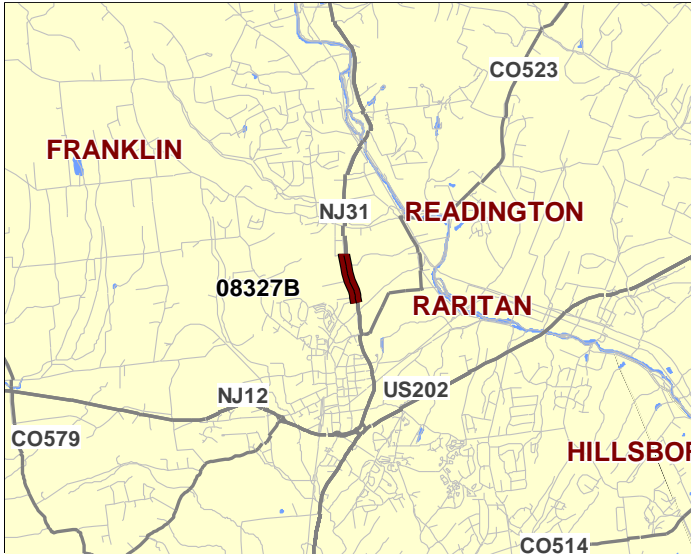 CO523
FRANKLIN
NJ31
READINGTON
08327B
RARITAN
NJ12
US202
CO579
HILLSBOR
CO514